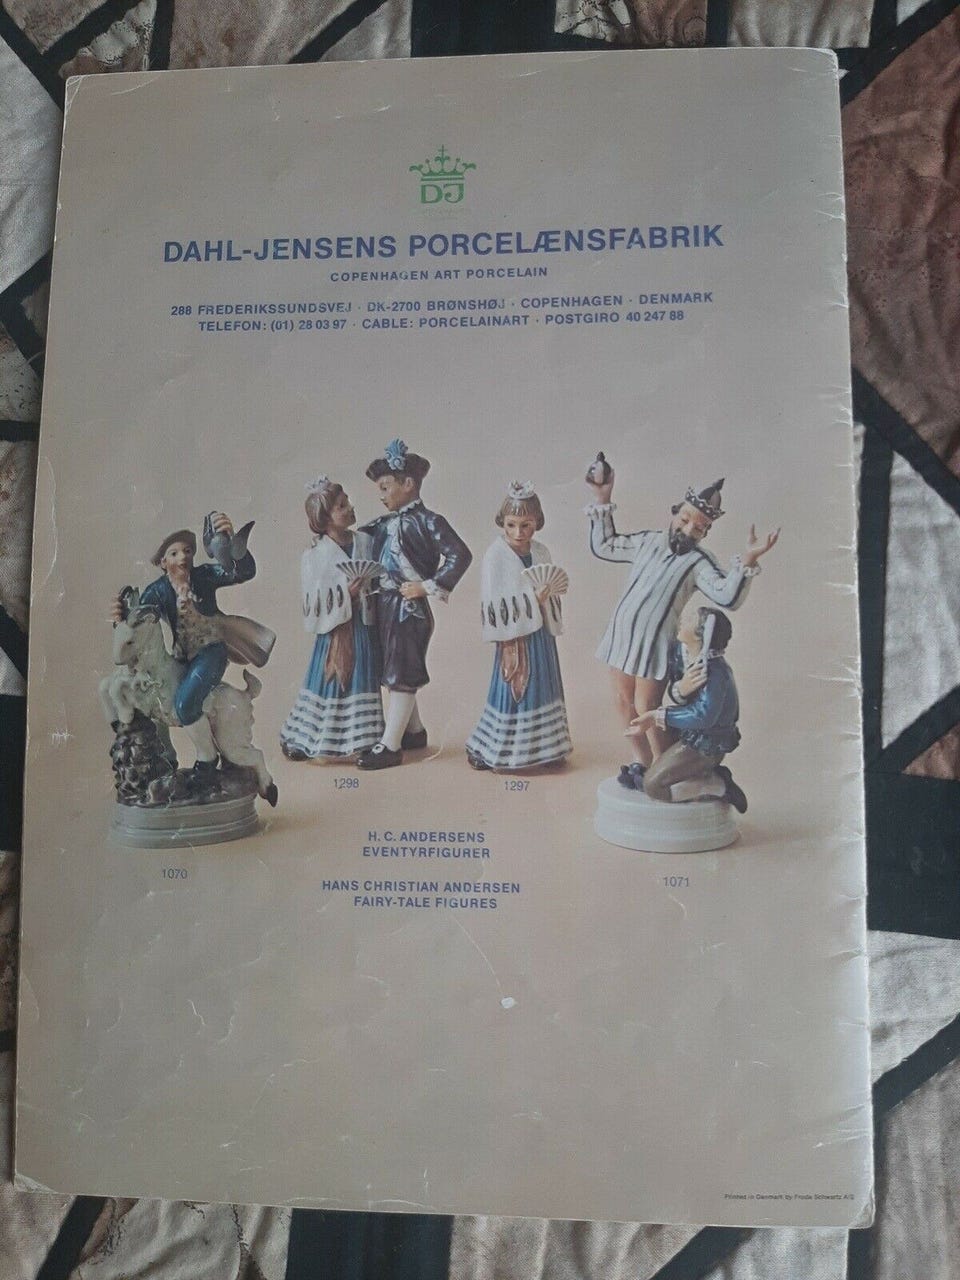 DJ
DAHL-JENSENS PORCELÆNSFABRIK
COPENHAGEN ART PORCELAIN
288 FREDERIKSSUNDSVEJ · DK-2700 BRØNSHØJ · COPENHAGEN · DENMARK
TELEFON: (01) 28 03 97 · CABLE: PORCELAINART · POSTGIRO 40 247 88
1298
1297
H. C. ANDERSENS
EVENTYRFIGURER
1070
1071
HANS CHRISTIAN ANDERSEN
FAIRY-TALE FIGURES
Printed in Denmark by Frode Schwartz A/S